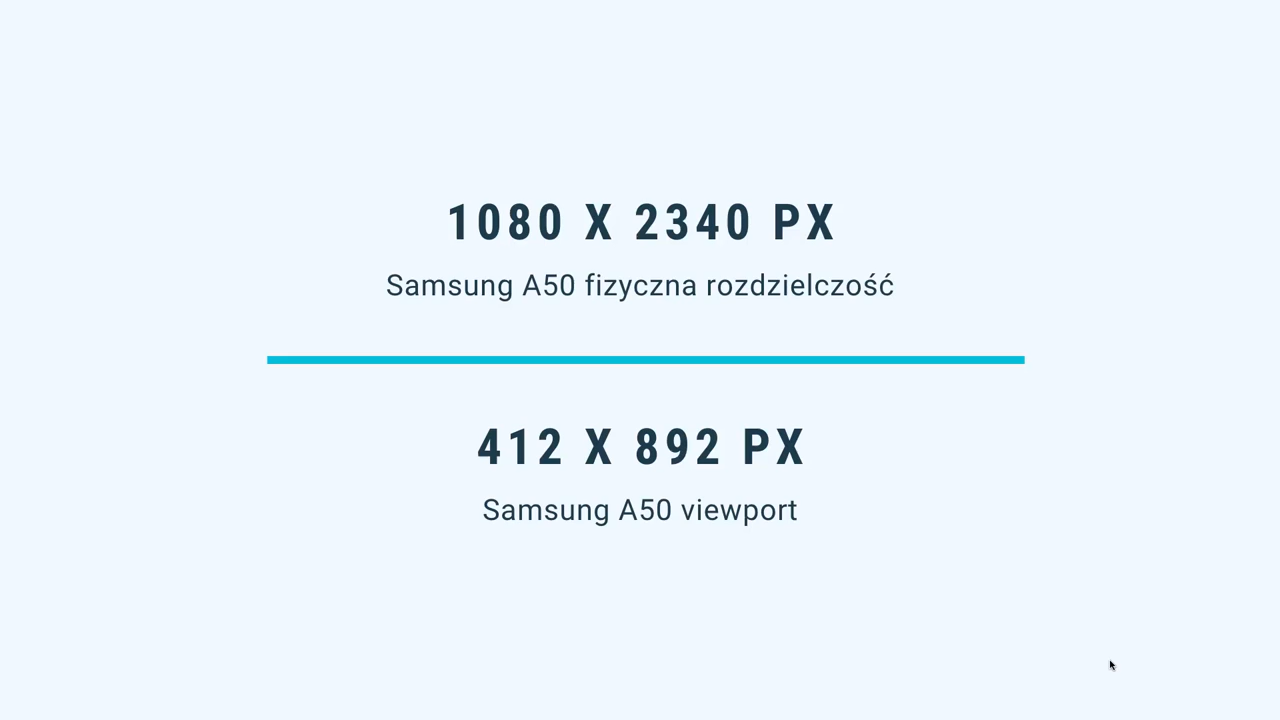 1080 X 2340 PX
Samsung A50 fizyczna rozdzielczość
412 X 892 PX
Samsung A50 viewport